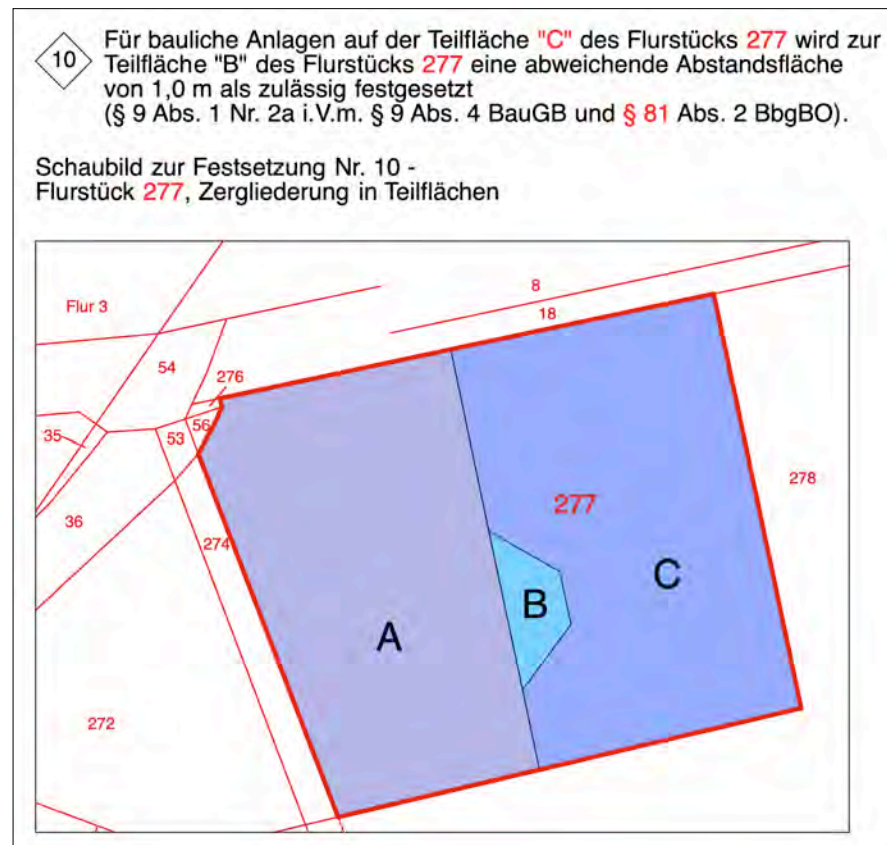 10
Für bauliche Anlagen auf der Teilfläche "C" des Flurstücks 277 wird zur
Teilfläche "B" des Flurstücks 277 eine abweichende Abstandsfläche
von 1,0 m als zulässig festgesetzt
(§ 9 Abs. 1 Nr. 2a i.V.m. § 9 Abs. 4 BauGB und § 81 Abs. 2 BbgBO).
Schaubild zur Festsetzung Nr. 10 -
Flurstück 277, Zergliederung in Teilflächen
8
Flur 3
18
54
276
56
35
53
278
277
36
274
C
B
A
272